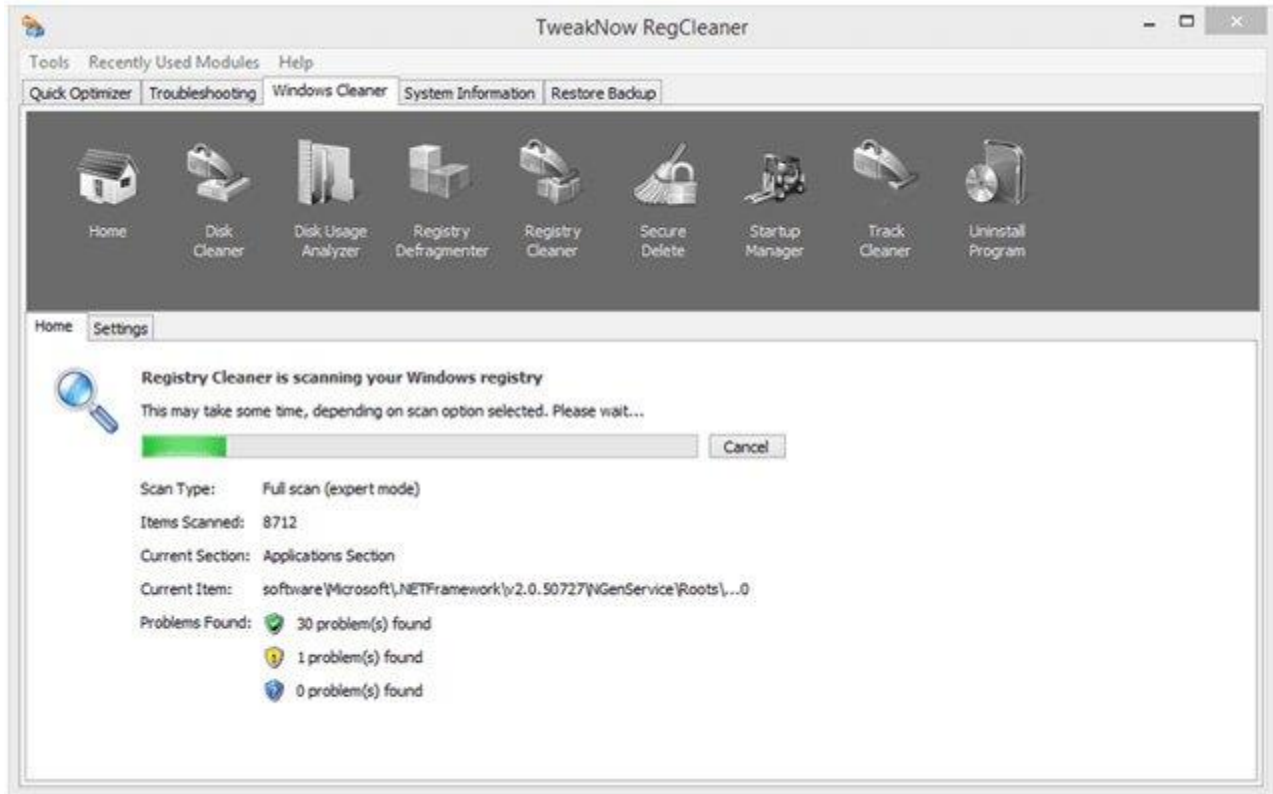 TweakNow RegCleaner
Tools Recently Used Modules Help
Quick Optimizer Troubleshooting Windows Cleaner System Information Restore Backup
Home Disk Cleaner Disk Usage Analyzer Registry Defragmenter Registry Cleaner Secure Delete Startup Manager Track Cleaner Uninstall Program
Home Settings
Registry Cleaner is scanning your Windows registry
This may take some time, depending on scan option selected. Please wait...
Cancel
Scan Type: Full scan (expert mode)
Items Scanned: 8712
Current Section: Applications Section
Current Item: software\Microsoft\.NETFramework\v2.0.50727\NGenService\Roots\...0
Problems Found: 30 problem(s) found
1 problem(s) found
0 problem(s) found